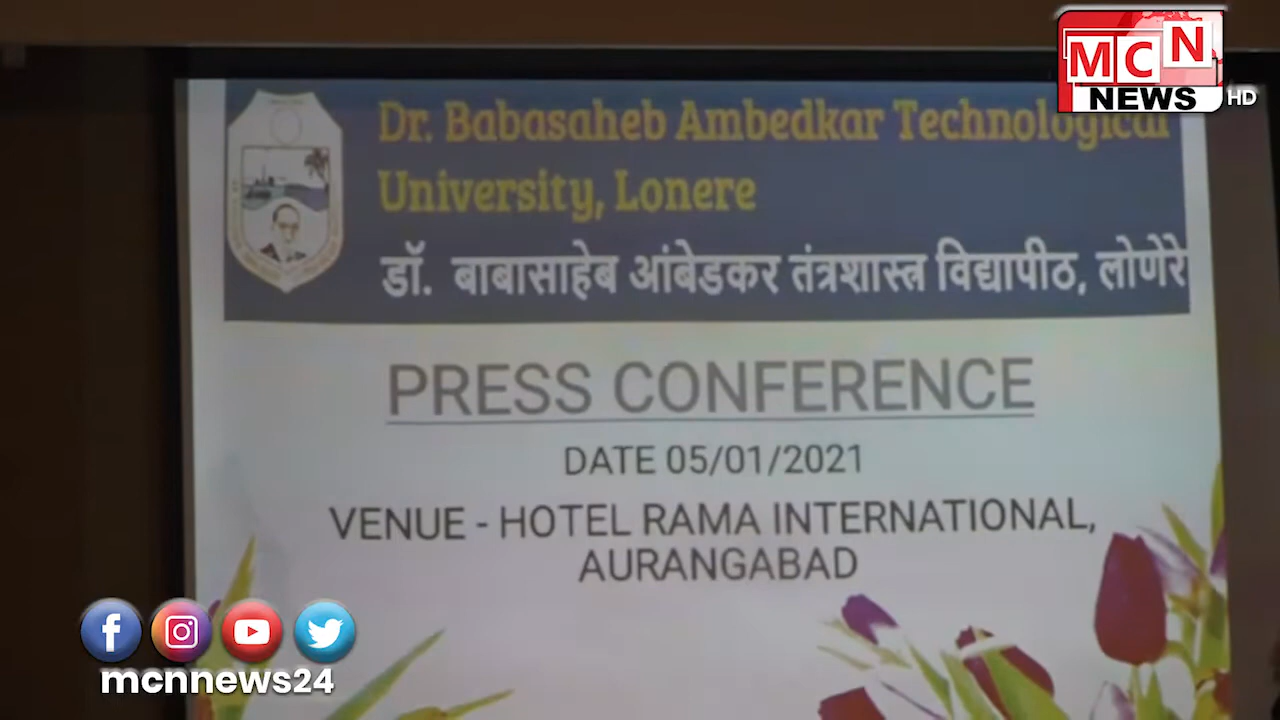 MCN
NEWS HD
Dr. Babasaheb Ambedkar Technological
University, Lonere
डॉ. बाबासाहेब आंबेडकर तंत्रशास्त्र विद्यापीठ, लोणेरे
PRESS CONFERENCE
DATE 05/01/2021
VENUE - HOTEL RAMA INTERNATIONAL,
AURANGABAD
mcnnews24